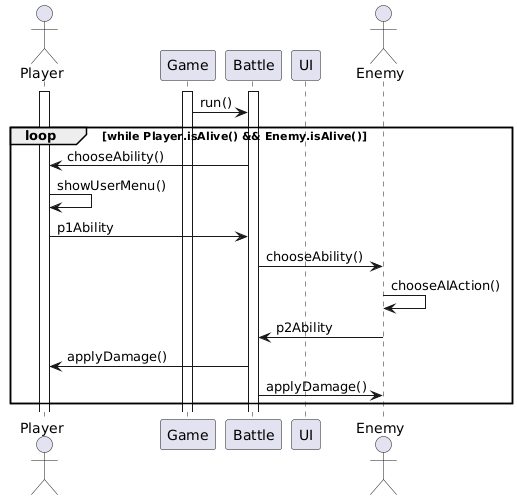 Player
Game
Battle
UI
Enemy
run()
loop
[while Player.isAlive() && Enemy.isAlive()]
chooseAbility()
showUserMenu()
p1Ability
chooseAbility()
chooseAIAction()
p2Ability
applyDamage()
applyDamage()
Player
Game
Battle
UI
Enemy